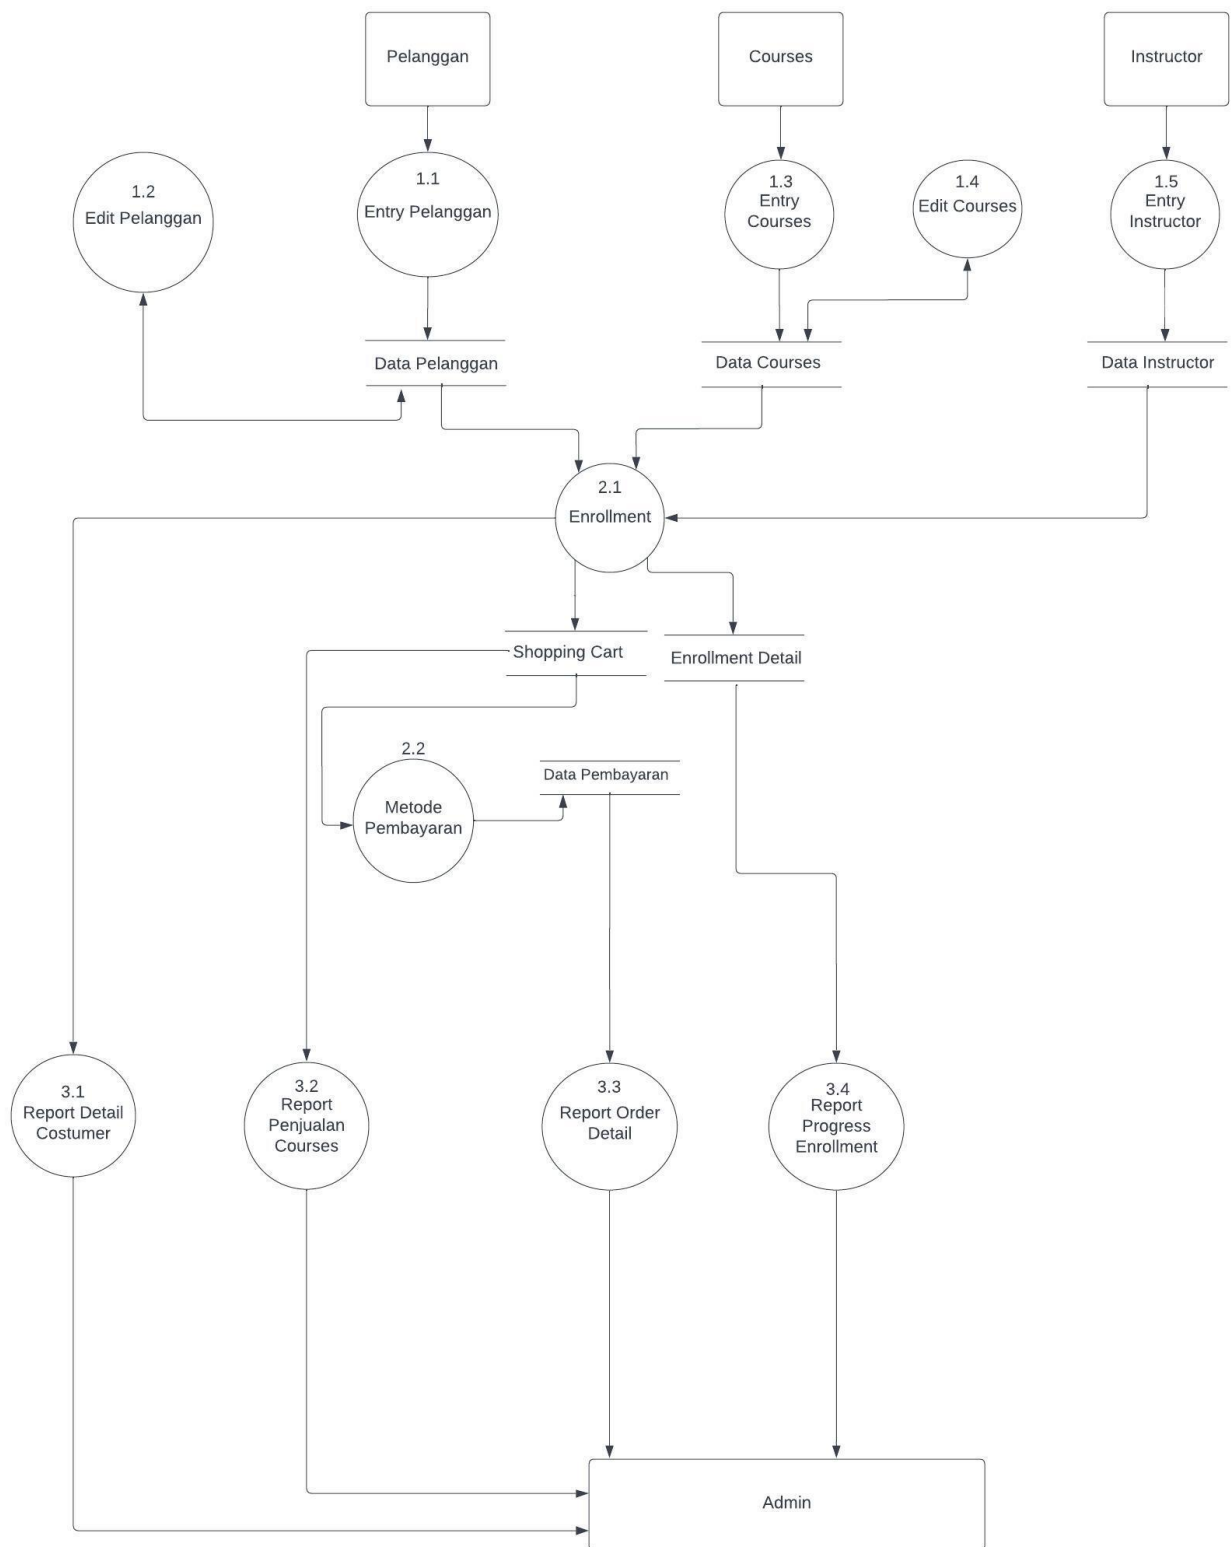 Pelanggan
Courses
Instructor
1.2
Edit Pelanggan
1.1
Entry Pelanggan
1.3
Entry
Courses
1.4
Edit Courses
1.5
Entry
Instructor
Data Pelanggan
Data Courses
Data Instructor
2.1
Enrollment
Shopping Cart
Enrollment Detail
2.2
Metode
Pembayaran
Data Pembayaran
3.1
Report Detail
Costumer
3.2
Report
Penjualan
Courses
3.3
Report Order
Detail
3.4
Report
Progress
Enrollment
Admin